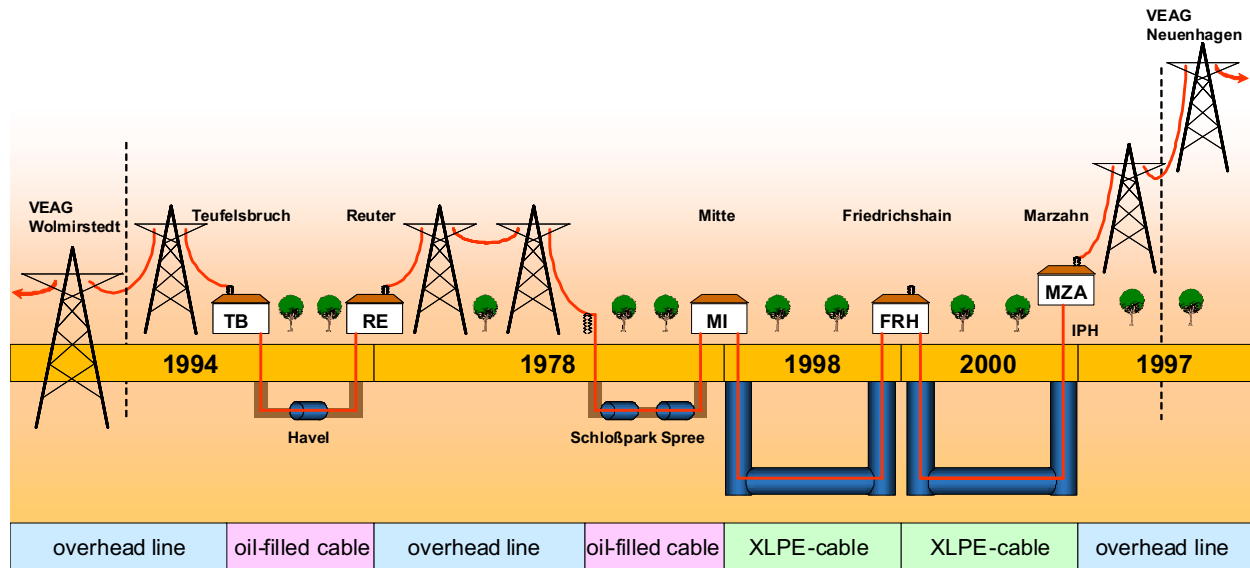 VEAG
Neuenhagen
VEAG
Wolmirstedt
Teufelsbruch
Reuter
Mitte
Friedrichshain
Marzahn
TB
RE
MI
FRH
MZA
IPH
1994
1978
1998
2000
1997
Havel
Schloßpark Spree
overhead line
oil-filled cable
overhead line
oil-filled cable
XLPE-cable
XLPE-cable
overhead line